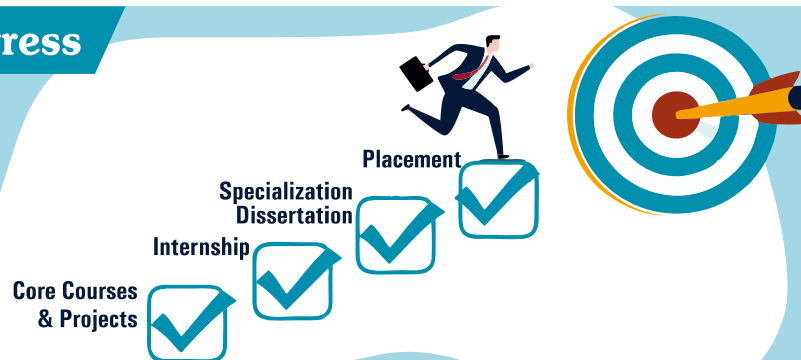 ress
Placement
Specialization
Dissertation
Internship
Core Courses
& Projects